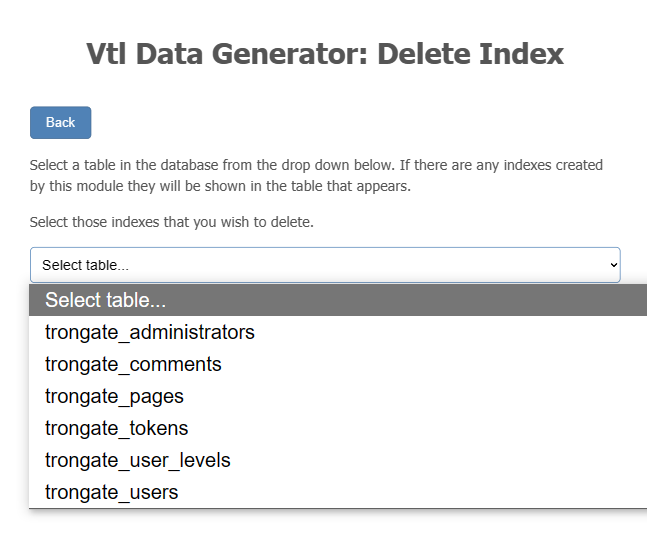 Vtl Data Generator: Delete Index
Back
Select a table in the database from the drop down below. If there are any indexes created
by this module they will be shown in the table that appears.
Select those indexes that you wish to delete.
Select table...
Select table...
trongate_administrators
trongate_comments
trongate_pages
trongate_tokens
trongate_user_levels
trongate_users